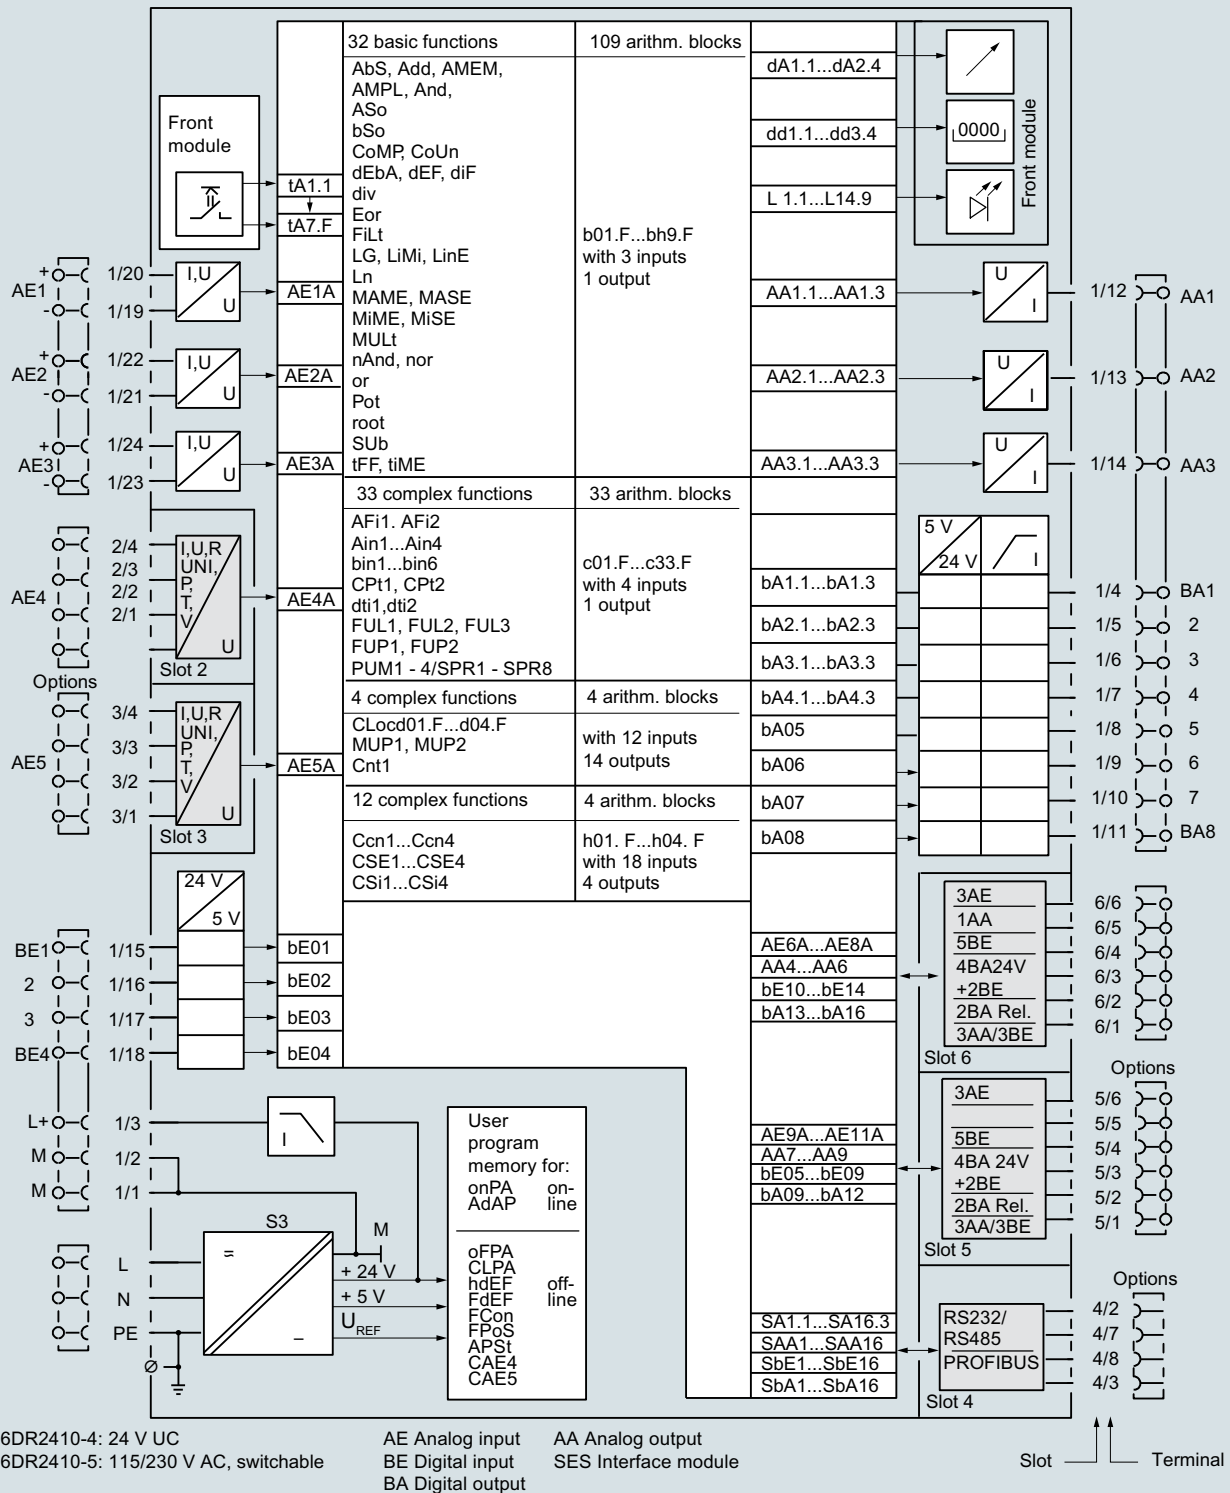 32 basic functions
109 arithm. blocks
AbS, Add, AMEM,
AMPL, And,
ASo
bSo
CoMP, CoUn
dEbA, dEF, diF
div
Eor
FiLt
LG, LiMi, LinE
Ln
MAME, MASE
MiME, MiSE
MULt
nAnd, nor
or
Pot
root
SUb
tFF, tiME
b01.F...bh9.F
with 3 inputs
1 output
33 complex functions
33 arithm. blocks
AFi1. AFi2
Ain1...Ain4
bin1...bin6
CPt1, CPt2
dti1,dti2
FUL1, FUL2, FUL3
FUP1, FUP2
PUM1 - 4/SPR1 - SPR8
c01.F...c33.F
with 4 inputs
1 output
4 complex functions
4 arithm. blocks
CLocd01.F...d04.F
MUP1, MUP2
Cnt1
with 12 inputs
14 outputs
12 complex functions
4 arithm. blocks
Ccn1...Ccn4
CSE1...CSE4
CSi1...CSi4
h01. F...h04. F
with 18 inputs
4 outputs
Front
module
tA1.1
tA7.F
AE1
+
-
1/20
1/19
I,U
U
AE1A
AE2
+
-
1/22
1/21
I,U
U
AE2A
AE3
+
-
1/24
1/23
I,U
U
AE3A
AE4
2/4
2/3
2/2
2/1
I,U,R
UNI,
P,
T,
V
U
Slot 2
AE4A
Options
AE5
3/4
3/3
3/2
3/1
I,U,R
UNI,
P,
T,
V
U
Slot 3
AE5A
24 V
5 V
BE1 1/15 bE01
2 1/16 bE02
3 1/17 bE03
BE4 1/18 bE04
L+ 1/3
M 1/2
M 1/1
I
S3
L
N
PE
=
~
–
M
+ 24 V
+ 5 V
UREF
User
program
memory for:
onPA on-
AdAP line
oFPA
CLPA
hdEF off-
FdEF line
FCon
FPoS
APSt
CAE4
CAE5
dA1.1...dA2.4
dd1.1...dd3.4
0000
L 1.1...L14.9
Front module
AA1.1...AA1.3
U
I
1/12
AA1
AA2.1...AA2.3
U
I
1/13
AA2
AA3.1...AA3.3
U
I
1/14
AA3
5 V
24 V
I
bA1.1...bA1.3 1/4 BA1
bA2.1...bA2.3 1/5 2
bA3.1...bA3.3 1/6 3
bA4.1...bA4.3 1/7 4
bA05 1/8 5
bA06 1/9 6
bA07 1/10 7
bA08 1/11 BA8
AE6A...AE8A
AA4...AA6
bE10...bE14
bA13...bA16
3AE
1AA
5BE
4BA24V
+2BE
2BA Rel.
3AA/3BE
Slot 6
6/6
6/5
6/4
6/3
6/2
6/1
Options
AE9A...AE11A
AA7...AA9
bE05...bE09
bA09...bA12
3AE
5BE
4BA 24V
+2BE
2BA Rel.
3AA/3BE
Slot 5
5/6
5/5
5/4
5/3
5/2
5/1
Options
SA1.1...SA16.3
SAA1...SAA16
SbE1...SbE16
SbA1...SbA16
RS232/
RS485
PROFIBUS
Slot 4
4/2
4/7
4/8
4/3
6DR2410-4: 24 V UC
6DR2410-5: 115/230 V AC, switchable
AE Analog input
BE Digital input
BA Digital output
AA Analog output
SES Interface module
Slot
Terminal